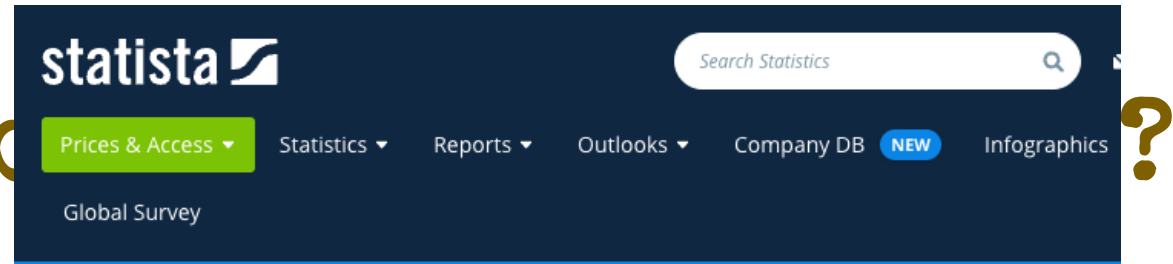 statista
Search Statistics
Prices & Access Statistics Reports Outlooks Company DB NEW Infographics
?
Global Survey